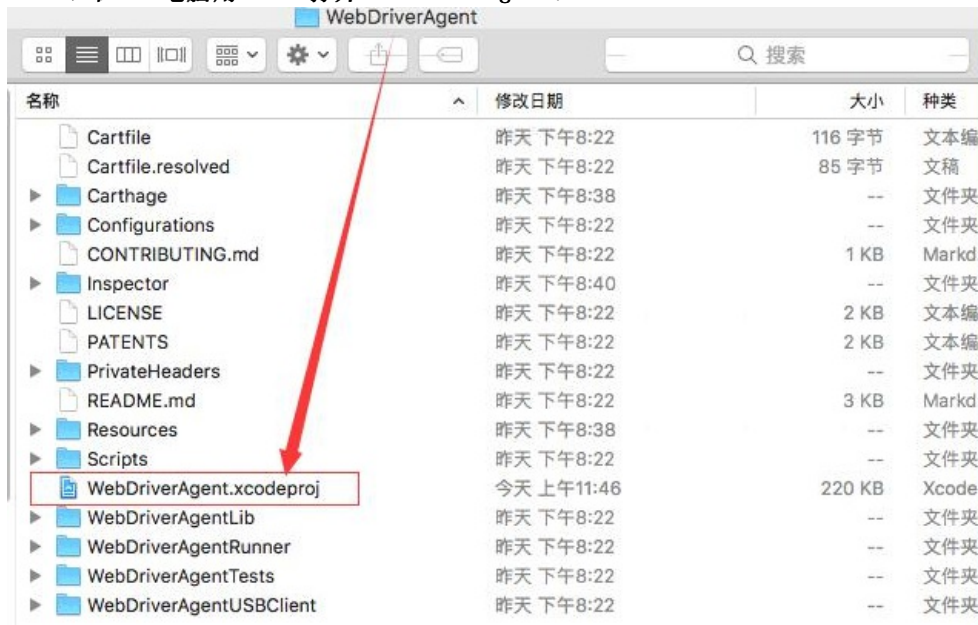 WebDriverAgent
搜索
名称 修改日期 大小 种类
Cartfile 昨天 下午8:22 116 字节 文本编
Cartfile.resolved 昨天 下午8:22 85 字节 文稿
Carthage 昨天 下午8:38 -- 文件夹
Configurations 昨天 下午8:22 -- 文件夹
CONTRIBUTING.md 昨天 下午8:22 1 KB Markd
Inspector 昨天 下午8:40 -- 文件夹
LICENSE 昨天 下午8:22 2 KB 文本编
PATENTS 昨天 下午8:22 2 KB 文本编
PrivateHeaders 昨天 下午8:22 -- 文件夹
README.md 昨天 下午8:22 3 KB Markd
Resources 昨天 下午8:38 -- 文件夹
Scripts 昨天 下午8:22 -- 文件夹
WebDriverAgent.xcodeproj 今天 上午11:46 220 KB Xcode
WebDriverAgentLib 昨天 下午8:22 -- 文件夹
WebDriverAgentRunner 昨天 下午8:22 -- 文件夹
WebDriverAgentTests 昨天 下午8:22 -- 文件夹
WebDriverAgentUSBClient 昨天 下午8:22 -- 文件夹